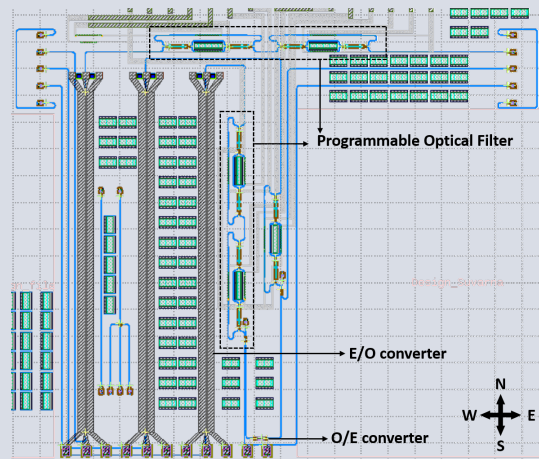 Programmable Optical Filter
E/O converter
N
W E
S
O/E converter